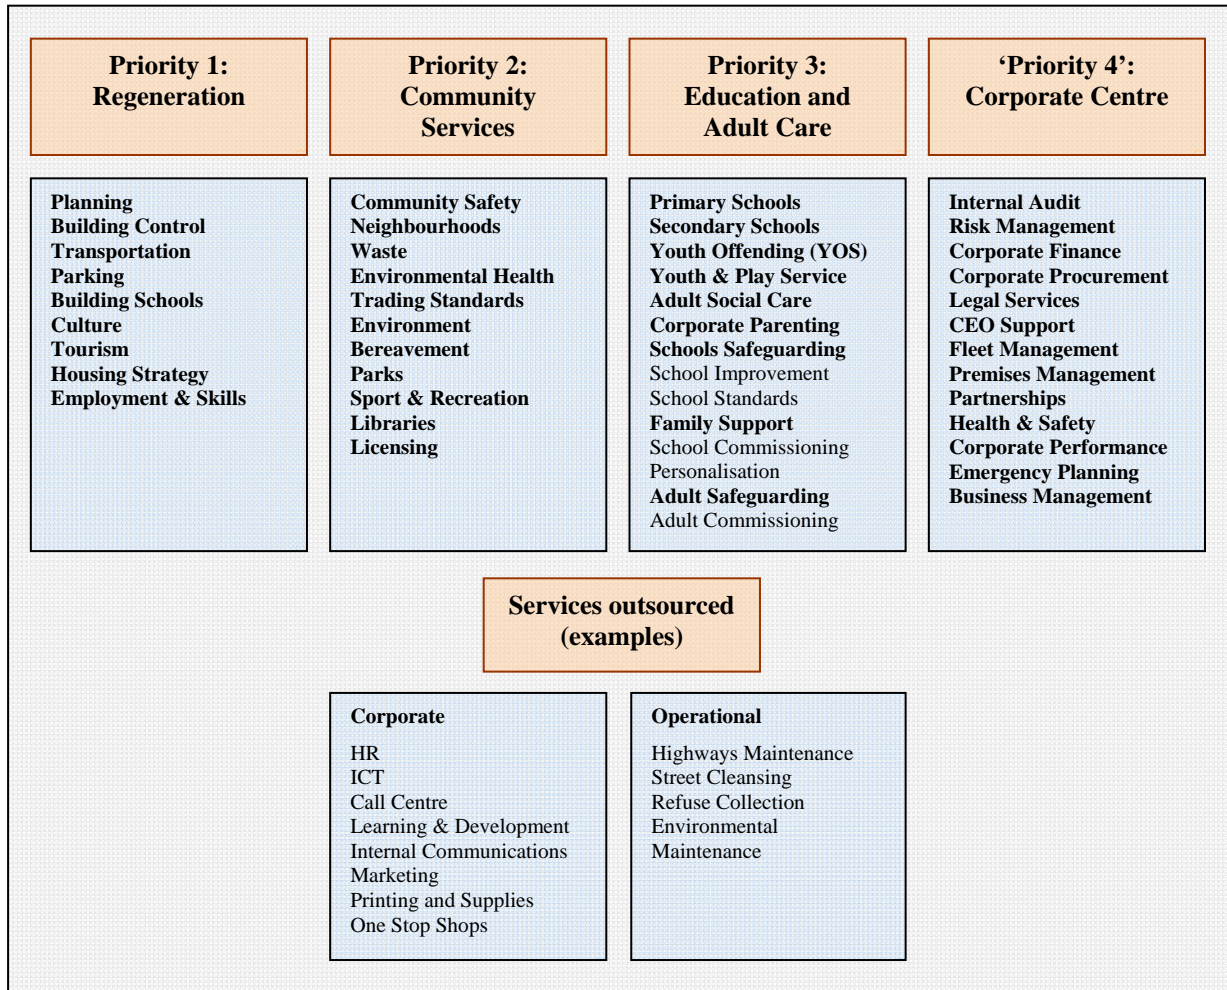 Priority 1:
Regeneration
Planning
Building Control
Transportation
Parking
Building Schools
Culture
Tourism
Housing Strategy
Employment & Skills
Priority 2:
Community
Services
Community Safety
Neighbourhoods
Waste
Environmental Health
Trading Standards
Environment
Bereavement
Parks
Sport & Recreation
Libraries
Licensing
Priority 3:
Education and
Adult Care
Primary Schools
Secondary Schools
Youth Offending (YOS)
Youth & Play Service
Adult Social Care
Corporate Parenting
Schools Safeguarding
School Improvement
School Standards
Family Support
School Commissioning
Personalisation
Adult Safeguarding
Adult Commissioning
‘Priority 4’:
Corporate Centre
Internal Audit
Risk Management
Corporate Finance
Corporate Procurement
Legal Services
CEO Support
Fleet Management
Premises Management
Partnerships
Health & Safety
Corporate Performance
Emergency Planning
Business Management
Services outsourced
(examples)
Corporate
HR
ICT
Call Centre
Learning & Development
Internal Communications
Marketing
Printing and Supplies
One Stop Shops
Operational
Highways Maintenance
Street Cleansing
Refuse Collection
Environmental
Maintenance